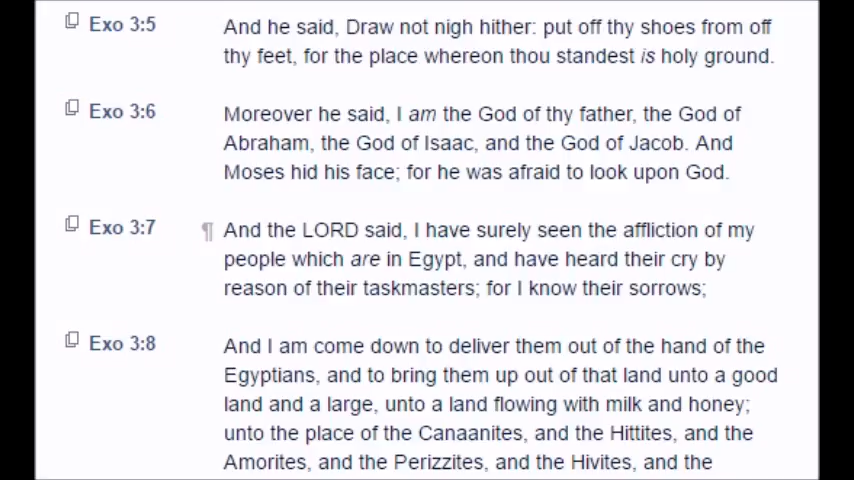 Exo 3:5 And he said, Draw not nigh hither: put off thy shoes from off
thy feet, for the place whereon thou standest is holy ground.
Exo 3:6 Moreover he said, I am the God of thy father, the God of
Abraham, the God of Isaac, and the God of Jacob. And
Moses hid his face; for he was afraid to look upon God.
Exo 3:7 ¶ And the LORD said, I have surely seen the affliction of my
people which are in Egypt, and have heard their cry by
reason of their taskmasters; for I know their sorrows;
Exo 3:8 And I am come down to deliver them out of the hand of the
Egyptians, and to bring them up out of that land unto a good
land and a large, unto a land flowing with milk and honey;
unto the place of the Canaanites, and the Hittites, and the
Amorites, and the Perizzites, and the Hivites, and the